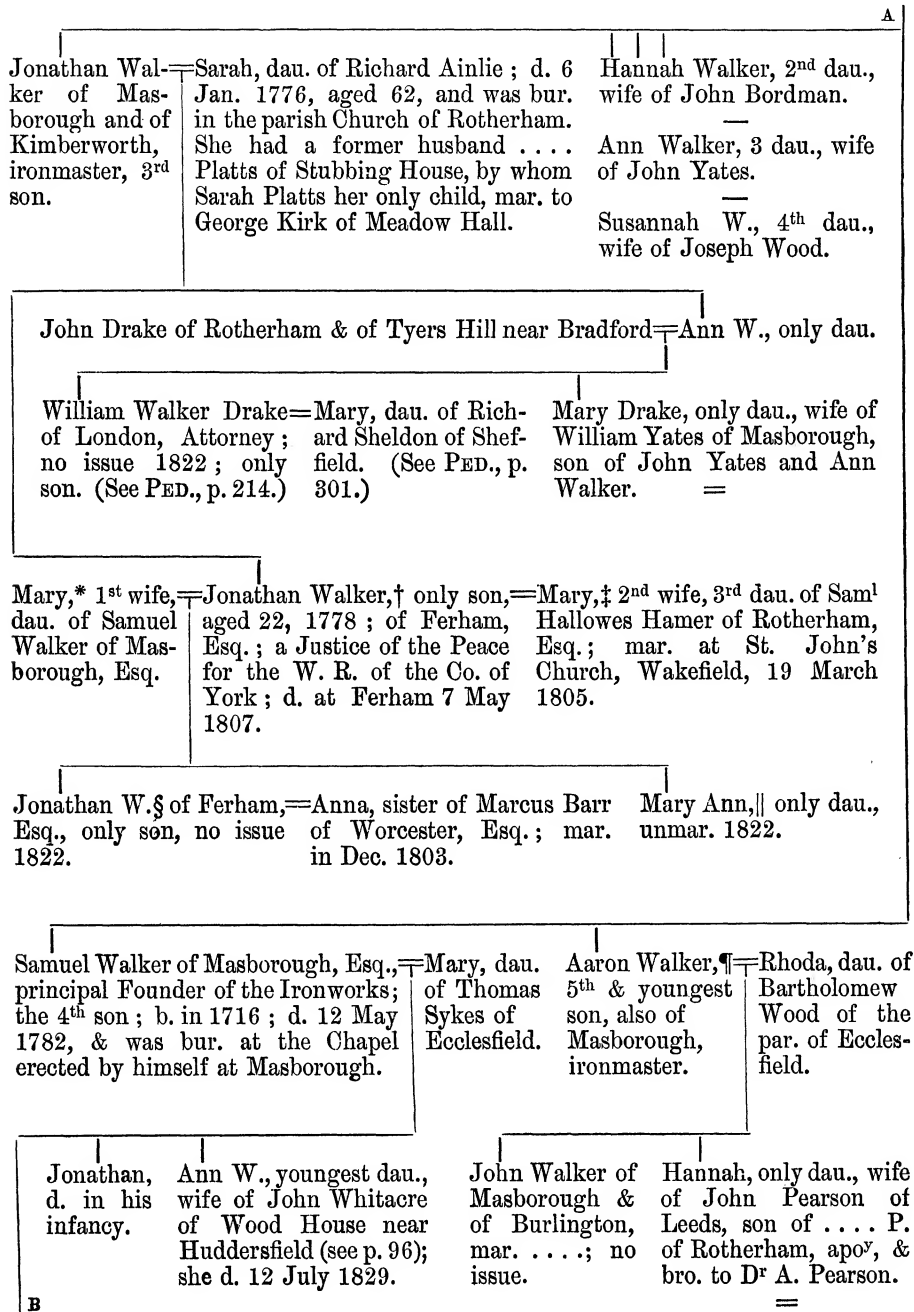 A
Jonathan Wal-
ker of Mas-
borough and of
Kimberworth,
ironmaster, 3rd
son.
Sarah, dau. of Richard Ainlie ; d. 6
Jan. 1776, aged 62, and was bur.
in the parish Church of Rotherham.
She had a former husband . . . .
Platts of Stubbing House, by whom
Sarah Platts her only child, mar. to
George Kirk of Meadow Hall.
Hannah Walker, 2nd dau.,
wife of John Bordman.
—
Ann Walker, 3 dau., wife
of John Yates.
—
Susannah W., 4th dau.,
wife of Joseph Wood.
John Drake of Rotherham & of Tyers Hill near Bradford=Ann W., only dau.
William Walker Drake=
of London, Attorney ;
no issue 1822 ; only
son. (See PED., p. 214.)
Mary, dau. of Rich-
ard Sheldon of Shef-
field. (See PED., p.
301.)
Mary Drake, only dau., wife of
William Yates of Masborough,
son of John Yates and Ann
Walker. =
Mary,* 1st wife,=
dau. of Samuel
Walker of Mas-
borough, Esq.
Jonathan Walker,† only son,=
aged 22, 1778 ; of Ferham,
Esq. ; a Justice of the Peace
for the W. R. of the Co. of
York ; d. at Ferham 7 May
1807.
Mary,‡ 2nd wife, 3rd dau. of Saml
Hallowes Hamer of Rotherham,
Esq. ; mar. at St. John's
Church, Wakefield, 19 March
1805.
Jonathan W.§ of Ferham,=
Esq., only son, no issue
1822.
Anna, sister of Marcus Barr
of Worcester, Esq. ; mar.
in Dec. 1803.
Mary Ann,|| only dau.,
unmar. 1822.
Samuel Walker of Masborough, Esq.,=
principal Founder of the Ironworks;
the 4th son ; b. in 1716 ; d. 12 May
1782, & was bur. at the Chapel
erected by himself at Masborough.
Mary, dau.
of Thomas
Sykes of
Ecclesfield.
Aaron Walker,¶=
5th & youngest
son, also of
Masborough,
ironmaster.
Rhoda, dau. of
Bartholomew
Wood of the
par. of Eccles-
field.
Jonathan,
d. in his
infancy.
Ann W., youngest dau.,
wife of John Whitacre
of Wood House near
Huddersfield (see p. 96);
she d. 12 July 1829.
John Walker of
Masborough &
of Burlington,
mar. . . . .; no
issue.
Hannah, only dau., wife
of John Pearson of
Leeds, son of . . . . P.
of Rotherham, apoy, &
bro. to Dr A. Pearson.
=
B